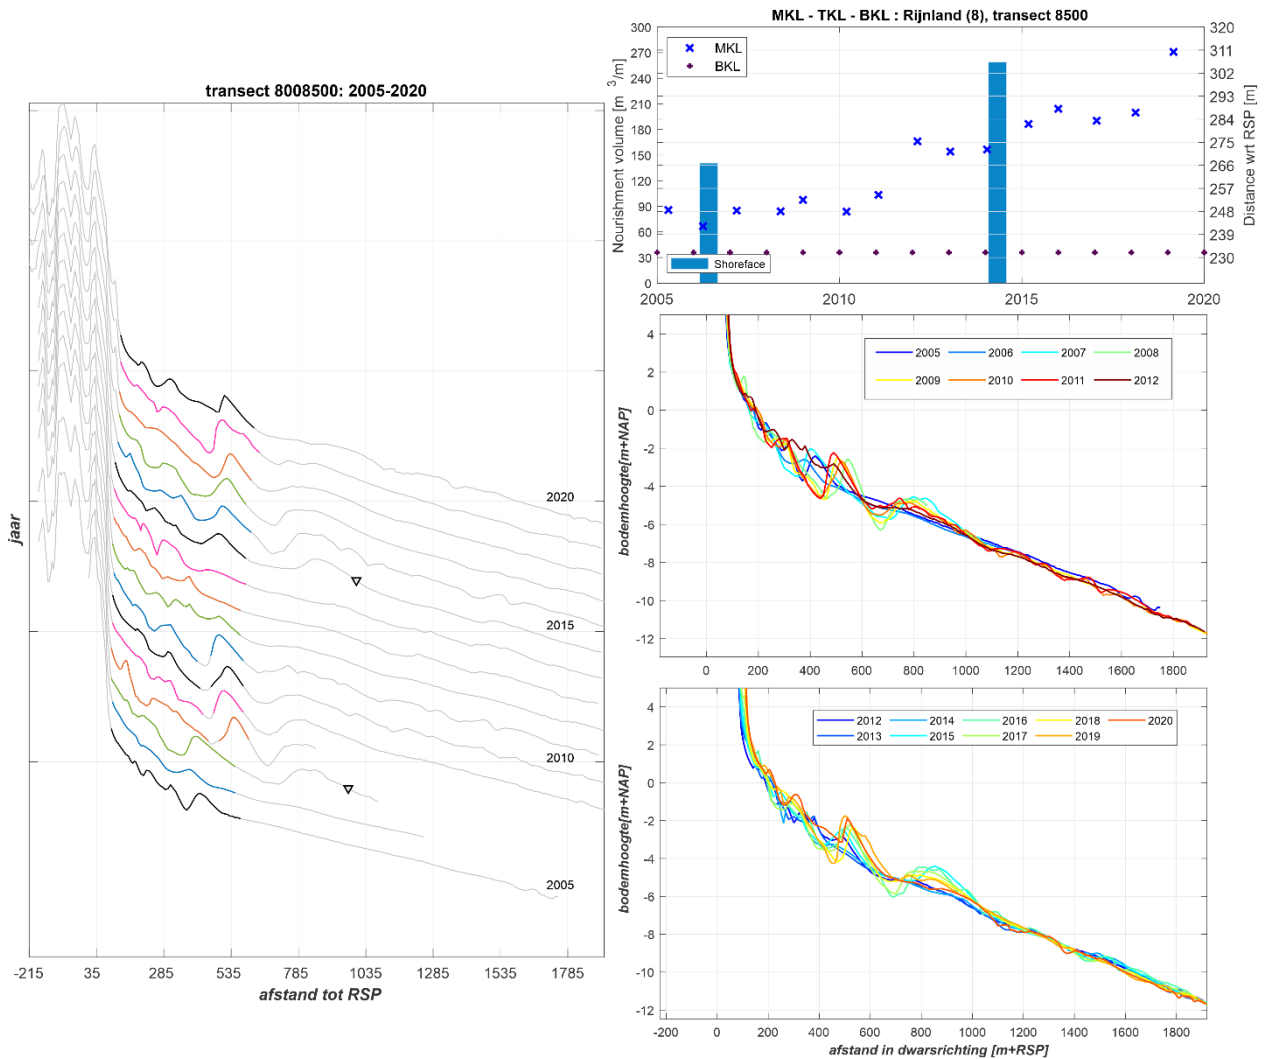 transect 8008500: 2005-2020
jaar
2020
2015
2010
2005
-215 35 285 535 785 1035 1285 1535 1785
afstand tot RSP
MKL - TKL - BKL : Rijnland (8), transect 8500
Nourishment volume [m³/m]
300
270
240
210
180
150
120
90
60
30
0
MKL
BKL
Shoreface
320
311
302
293
284
275
266
257
248
239
230
Distance wrt RSP [m]
2005 2010 2015 2020
bodemhoogte[m+NAP]
4
2
0
-2
-4
-6
-8
-10
-12
2005 2006 2007 2008
2009 2010 2011 2012
0 200 400 600 800 1000 1200 1400 1600 1800
bodemhoogte[m+NAP]
4
2
0
-2
-4
-6
-8
-10
-12
2012 2014 2016 2018 2020
2013 2015 2017 2019
-200 0 200 400 600 800 1000 1200 1400 1600 1800
afstand in dwarsrichting [m+RSP]